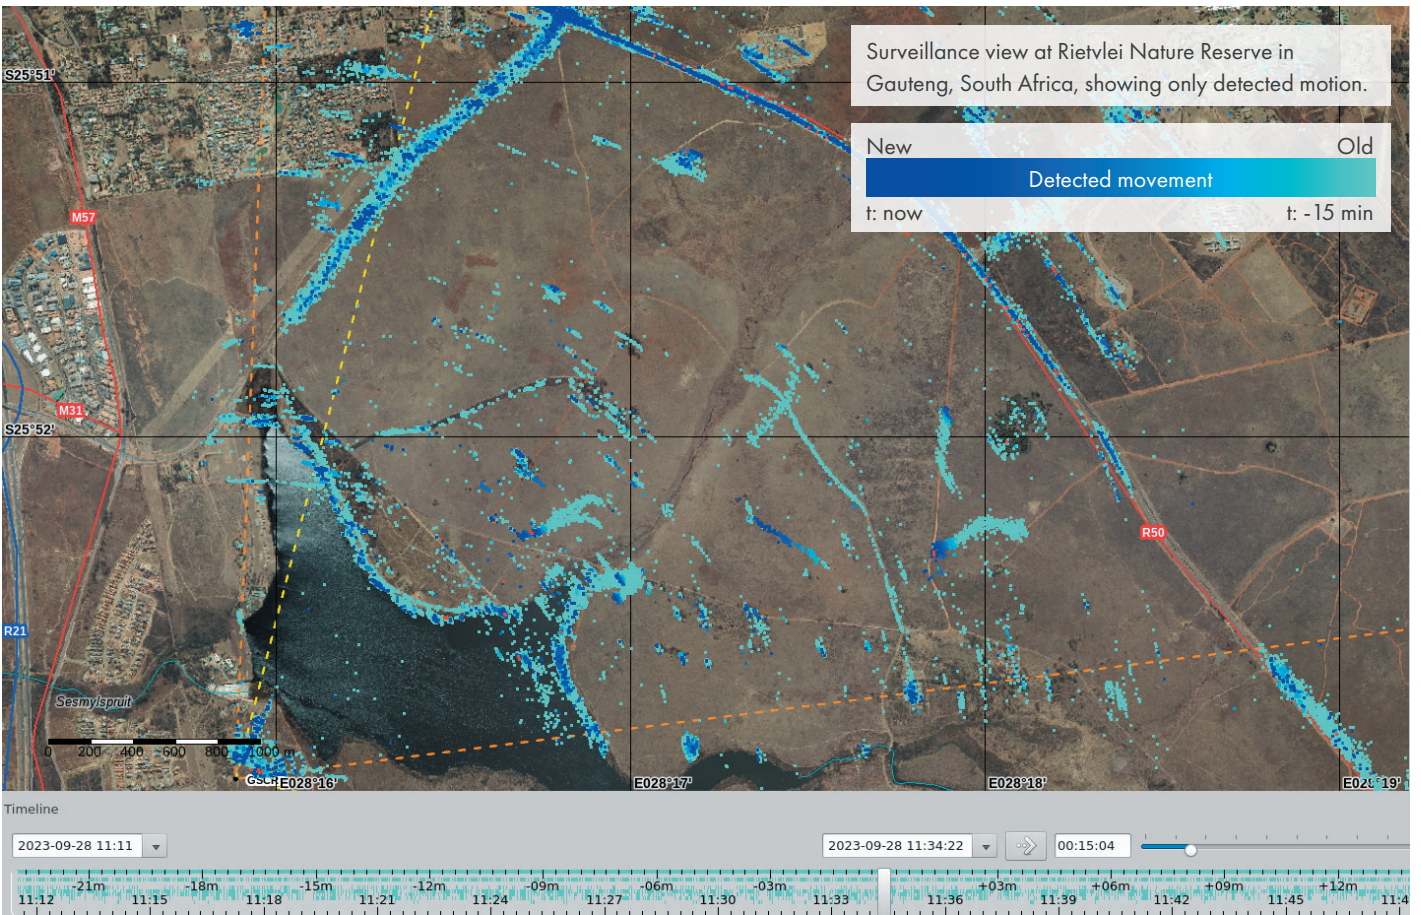 Surveillance view at Rietvlei Nature Reserve in
Gauteng, South Africa, showing only detected motion.
New Old
Detected movement
t: now t: -15 min
S25°51'
M57
M31
S25°52'
R50
R21
Sesmylspruit
0 200 400 600 800 1000 m
E028°16' E028°17' E028°18' E028°19'
Timeline
2023-09-28 11:11 2023-09-28 11:34:22 00:15:04
-21m -18m -15m -12m -09m -06m -03m +03m +06m +09m +12m
11:12 11:15 11:18 11:21 11:24 11:27 11:30 11:33 11:36 11:39 11:42 11:45